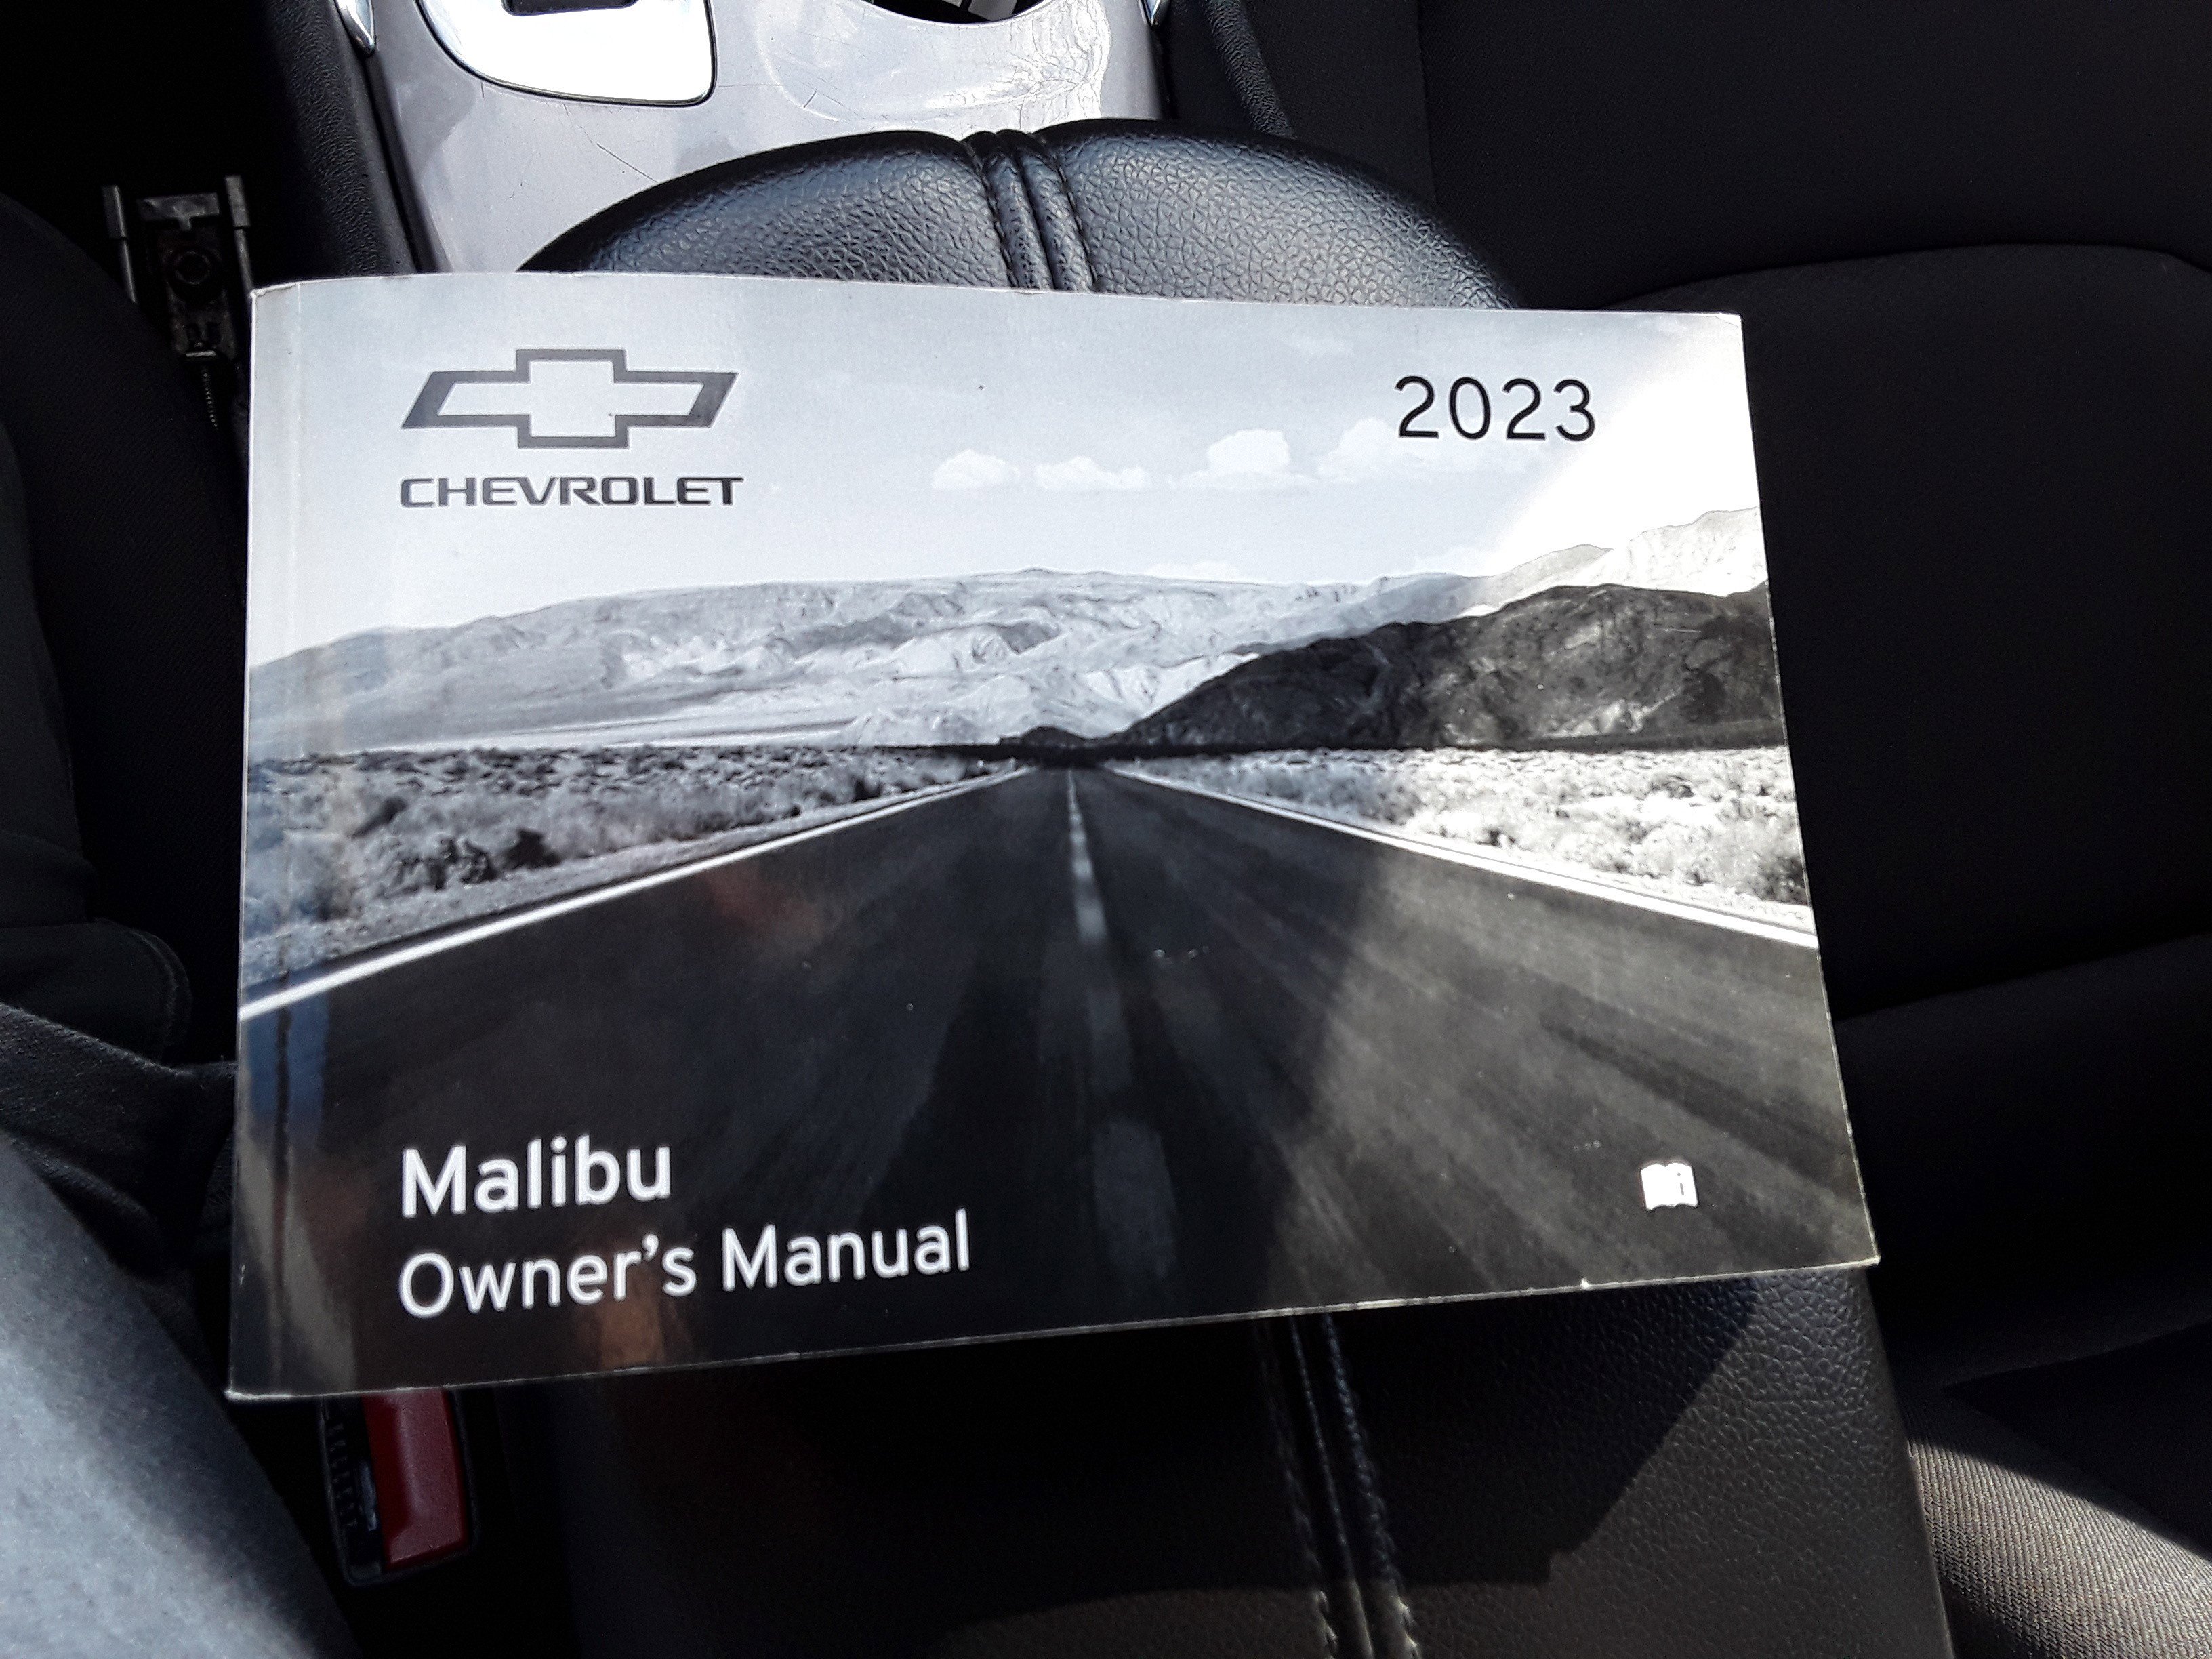 CHEVROLET
2023
Malibu
Owner's Manual